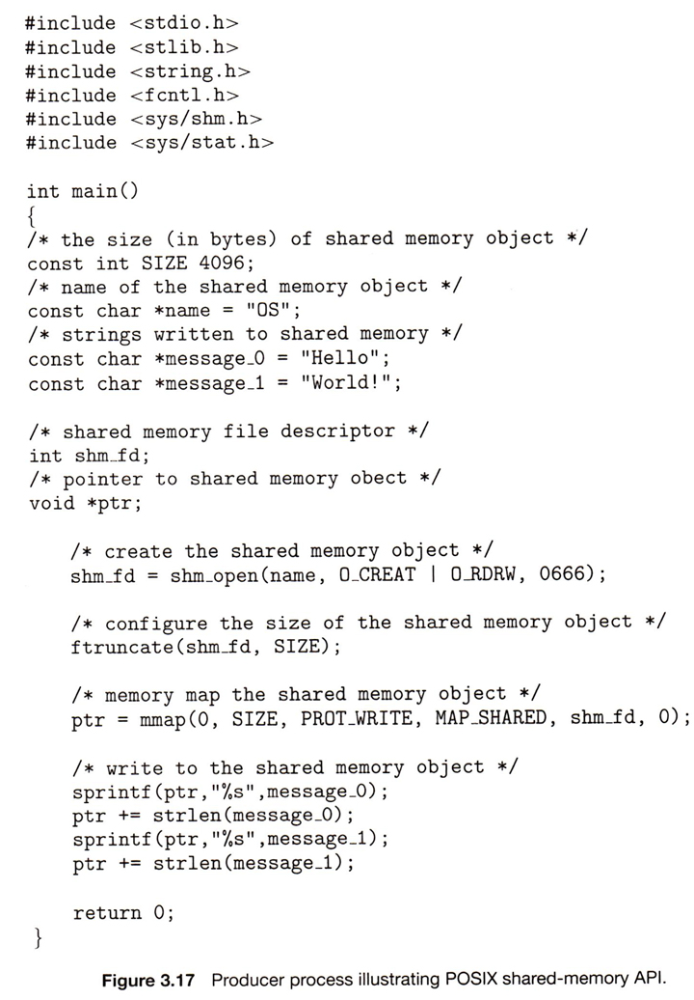 #include <stdio.h>
#include <stlib.h>
#include <string.h>
#include <fcntl.h>
#include <sys/shm.h>
#include <sys/stat.h>

int main()
{
/* the size (in bytes) of shared memory object */
const int SIZE 4096;
/* name of the shared memory object */
const char *name = "OS";
/* strings written to shared memory */
const char *message_0 = "Hello";
const char *message_1 = "World!";

/* shared memory file descriptor */
int shm_fd;
/* pointer to shared memory obect */
void *ptr;

    /* create the shared memory object */
    shm_fd = shm_open(name, O_CREAT | O_RDRW, 0666);

    /* configure the size of the shared memory object */
    ftruncate(shm_fd, SIZE);

    /* memory map the shared memory object */
    ptr = mmap(0, SIZE, PROT_WRITE, MAP_SHARED, shm_fd, 0);

    /* write to the shared memory object */
    sprintf(ptr,"%s",message_0);
    ptr += strlen(message_0);
    sprintf(ptr,"%s",message_1);
    ptr += strlen(message_1);

    return 0;
}
Figure 3.17 Producer process illustrating POSIX shared-memory API.